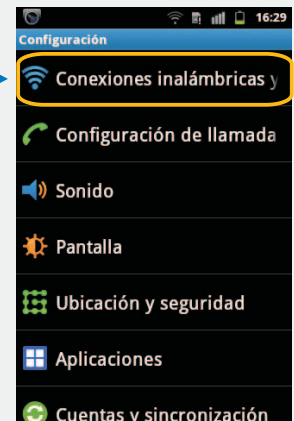 16:29
Configuración
Conexiones inalámbricas y
Configuración de llamada
Sonido
Pantalla
Ubicación y seguridad
Aplicaciones
Cuentas y sincronización